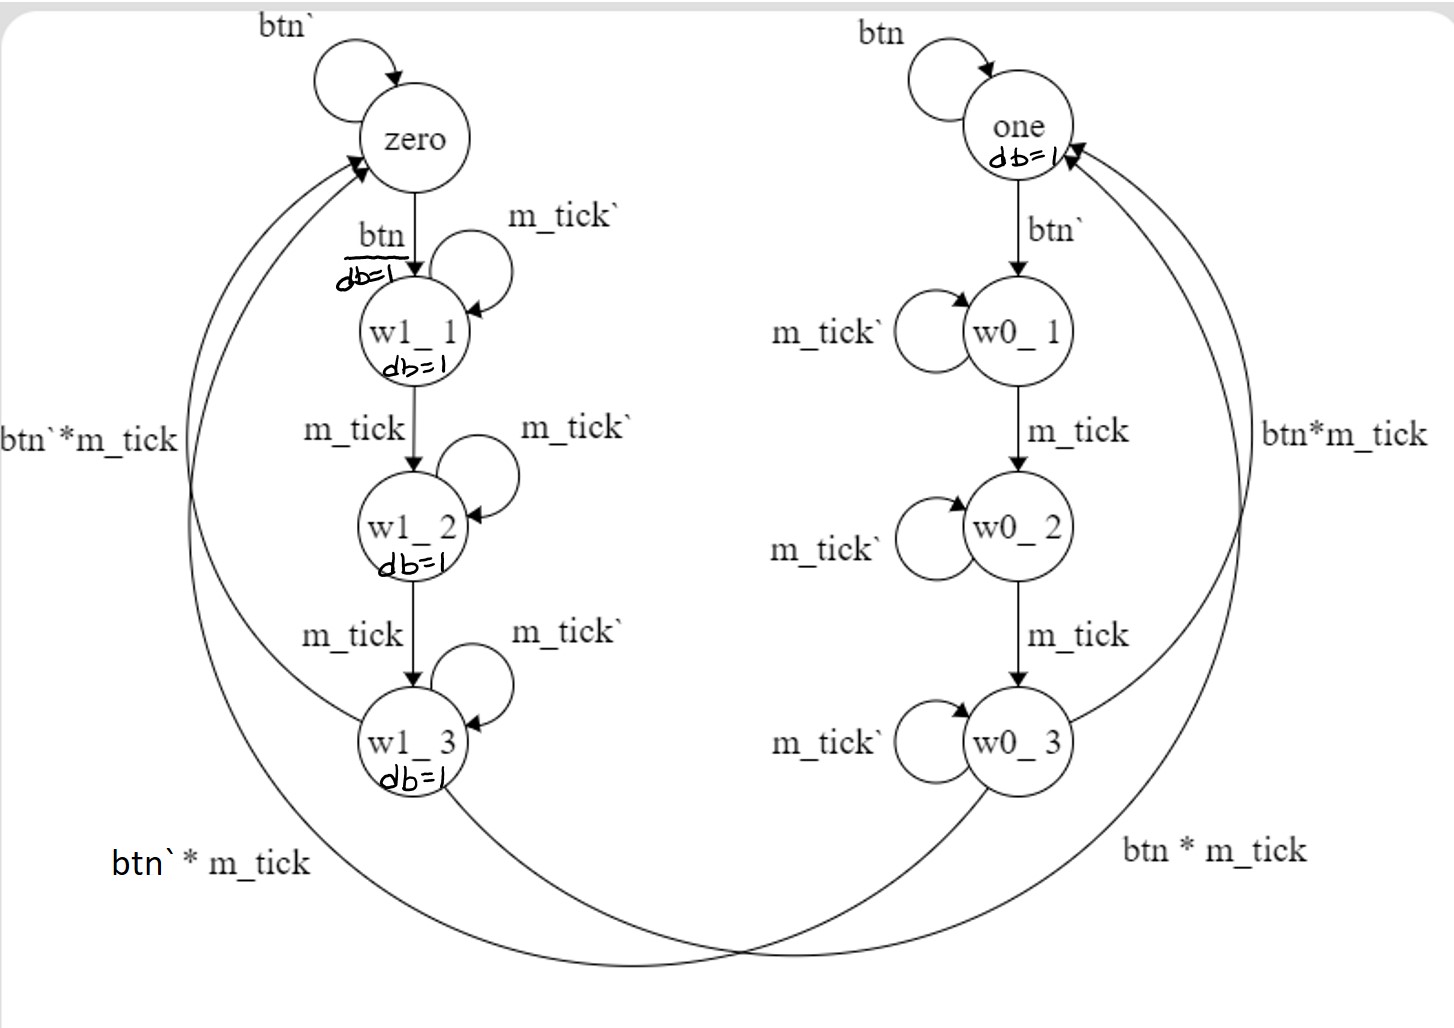 btn`
btn
zero
one
db=1
m_tick`
btn
db=1
btn`
w1_ 1
db=1
m_tick`
w0_ 1
m_tick
m_tick`
m_tick
btn`*m_tick
btn*m_tick
w1_ 2
db=1
m_tick`
w0_ 2
m_tick
m_tick`
m_tick
w1_ 3
db=1
m_tick`
w0_ 3
btn` * m_tick
btn * m_tick